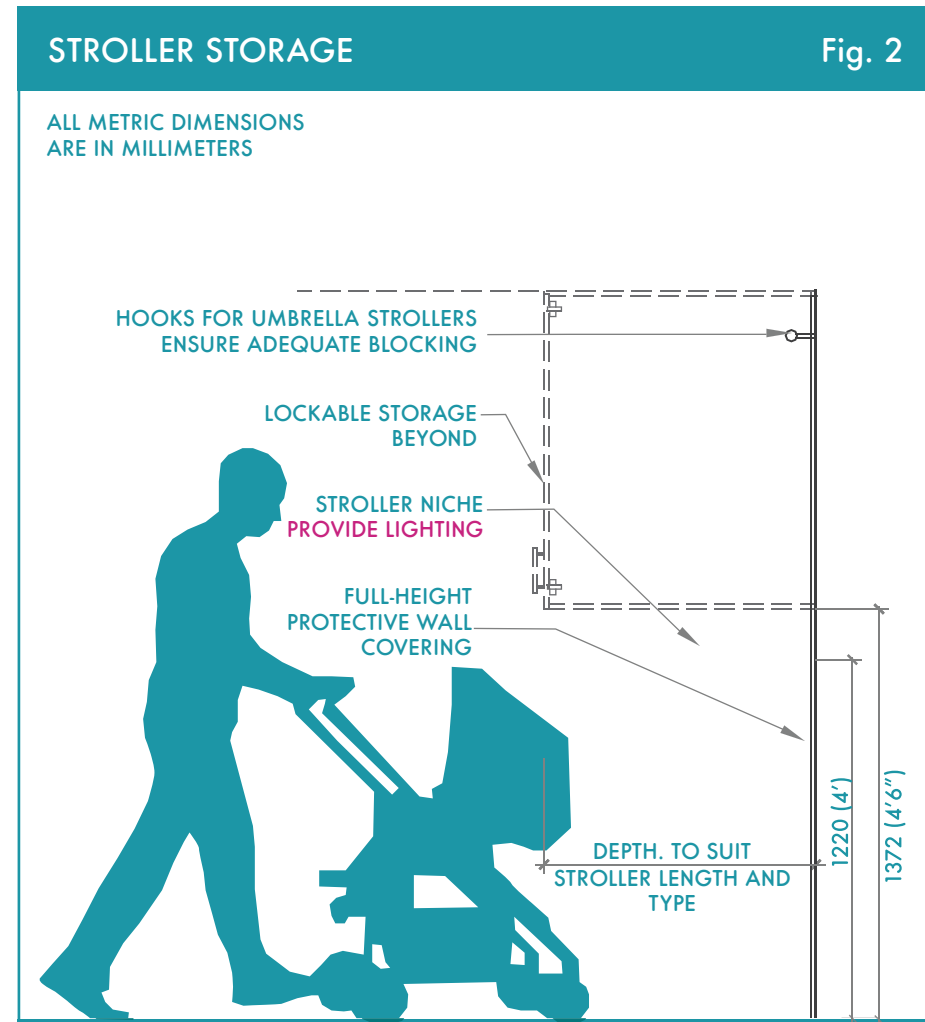 STROLLER STORAGE
Fig. 2
ALL METRIC DIMENSIONS
ARE IN MILLIMETERS
HOOKS FOR UMBRELLA STROLLERS
ENSURE ADEQUATE BLOCKING
LOCKABLE STORAGE
BEYOND
STROLLER NICHE
PROVIDE LIGHTING
FULL-HEIGHT
PROTECTIVE WALL
COVERING
DEPTH. TO SUIT
STROLLER LENGTH AND
TYPE
1220 (4')
1372 (4'6")